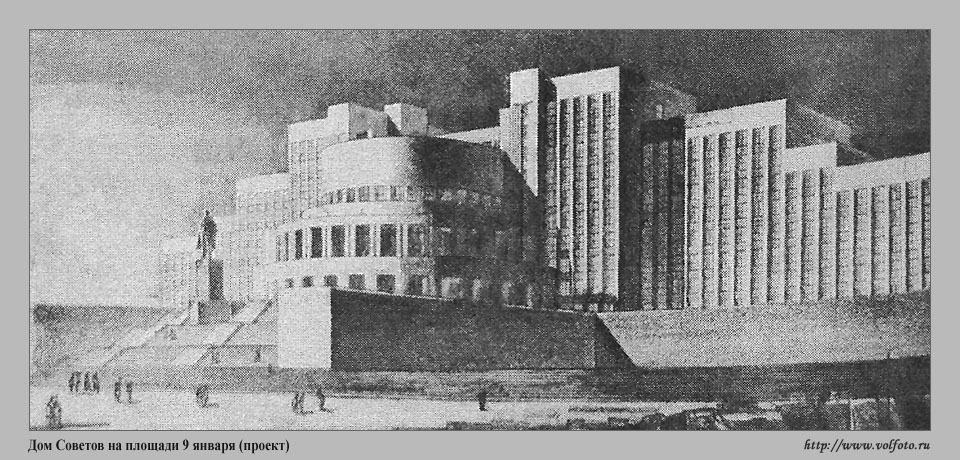 Дом Советов на площади 9 января (проект)
http://www.volfoto.ru